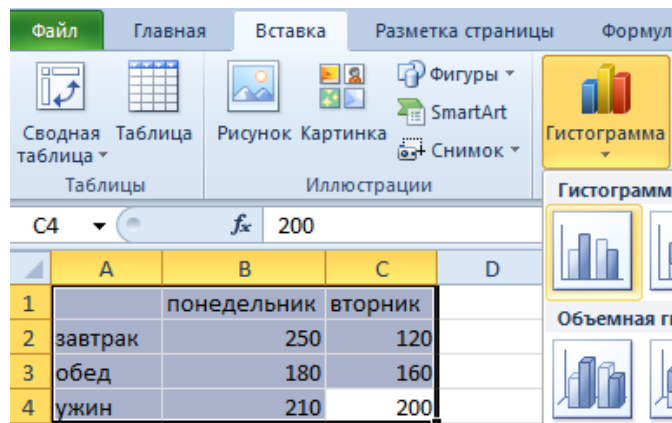 Файл Главная Вставка Разметка страницы Формул
Сводная таблица Таблица Рисунок Картинка Фигуры SmartArt Снимок Гистограмма
Таблицы Иллюстрации
Гистограмм
C4 fx 200
A B C D
1 понедельник вторник
Объемная ги
2 завтрак 250 120
3 обед 180 160
4 ужин 210 200